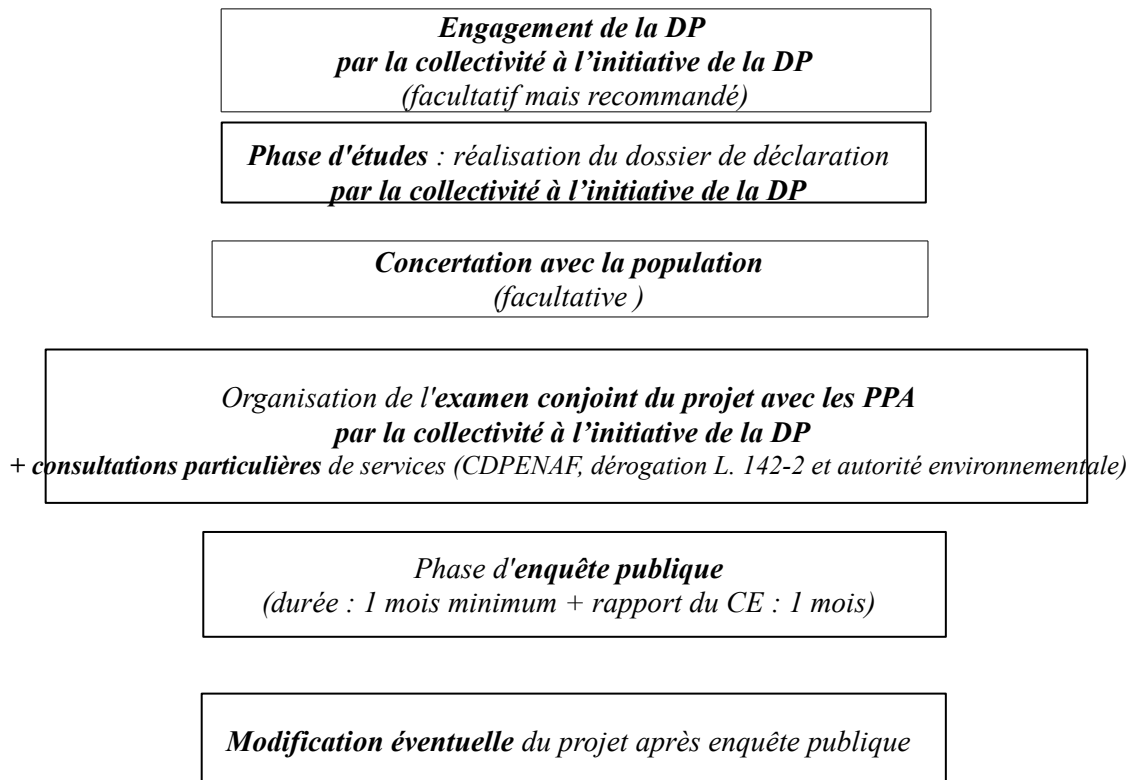 Engagement de la DP
par la collectivité à l’initiative de la DP
(facultatif mais recommandé)
Phase d'études : réalisation du dossier de déclaration
par la collectivité à l’initiative de la DP
Concertation avec la population
(facultative )
Organisation de l'examen conjoint du projet avec les PPA
par la collectivité à l’initiative de la DP
+ consultations particulières de services (CDPENAF, dérogation L. 142-2 et autorité environnementale)
Phase d'enquête publique
(durée : 1 mois minimum + rapport du CE : 1 mois)
Modification éventuelle du projet après enquête publique